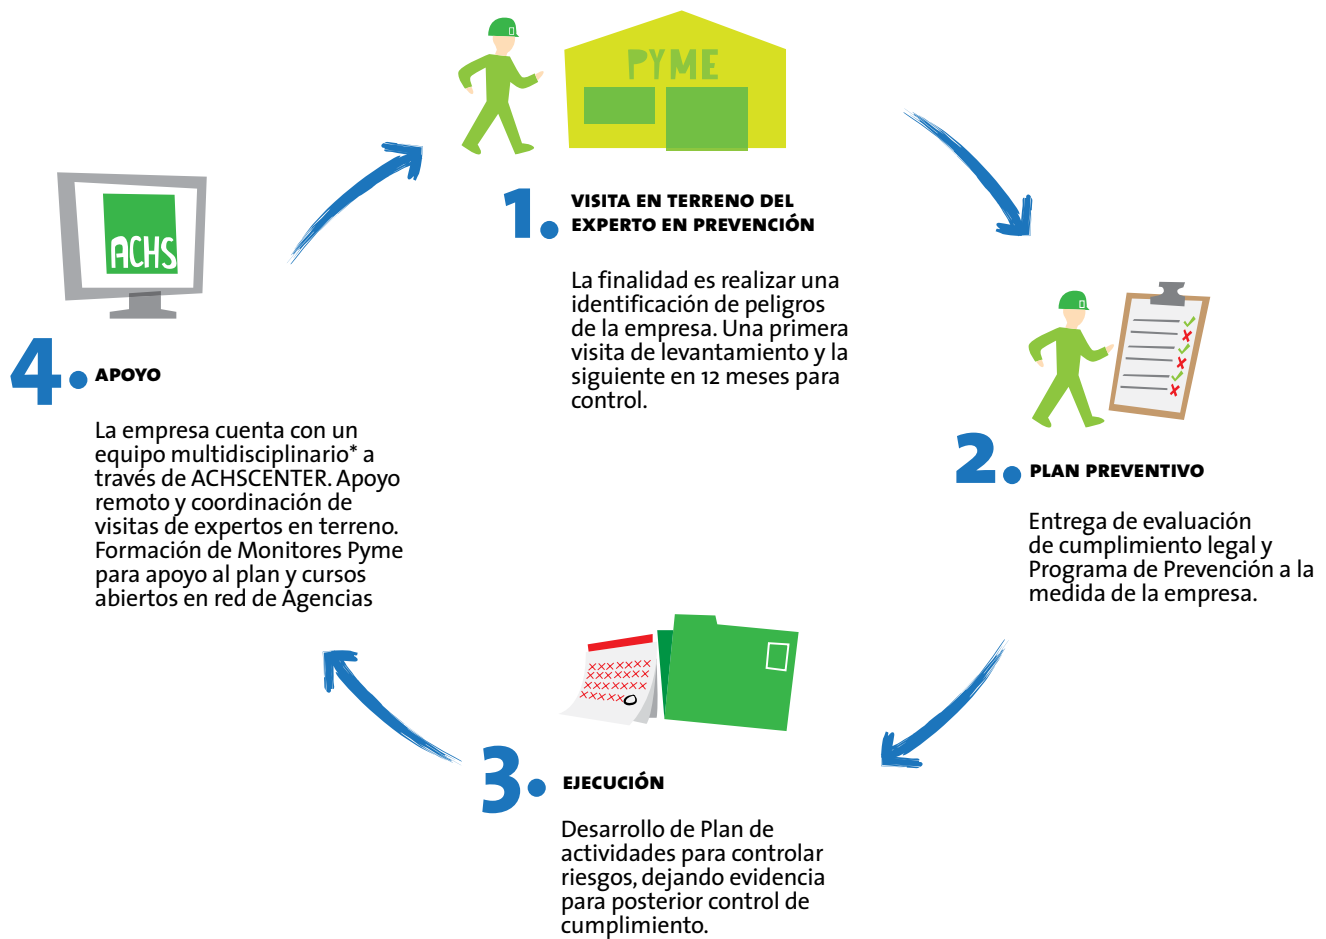 PYME
1.
VISITA EN TERRENO DEL
EXPERTO EN PREVENCIÓN
La finalidad es realizar una
identificación de peligros
de la empresa. Una primera
visita de levantamiento y la
siguiente en 12 meses para
control.
2.
PLAN PREVENTIVO
Entrega de evaluación
de cumplimiento legal y
Programa de Prevención a la
medida de la empresa.
3.
EJECUCIÓN
Desarrollo de Plan de
actividades para controlar
riesgos, dejando evidencia
para posterior control de
cumplimiento.
ACHS
4.
APOYO
La empresa cuenta con un
equipo multidisciplinario* a
través de ACHSCENTER. Apoyo
remoto y coordinación de
visitas de expertos en terreno.
Formación de Monitores Pyme
para apoyo al plan y cursos
abiertos en red de Agencias